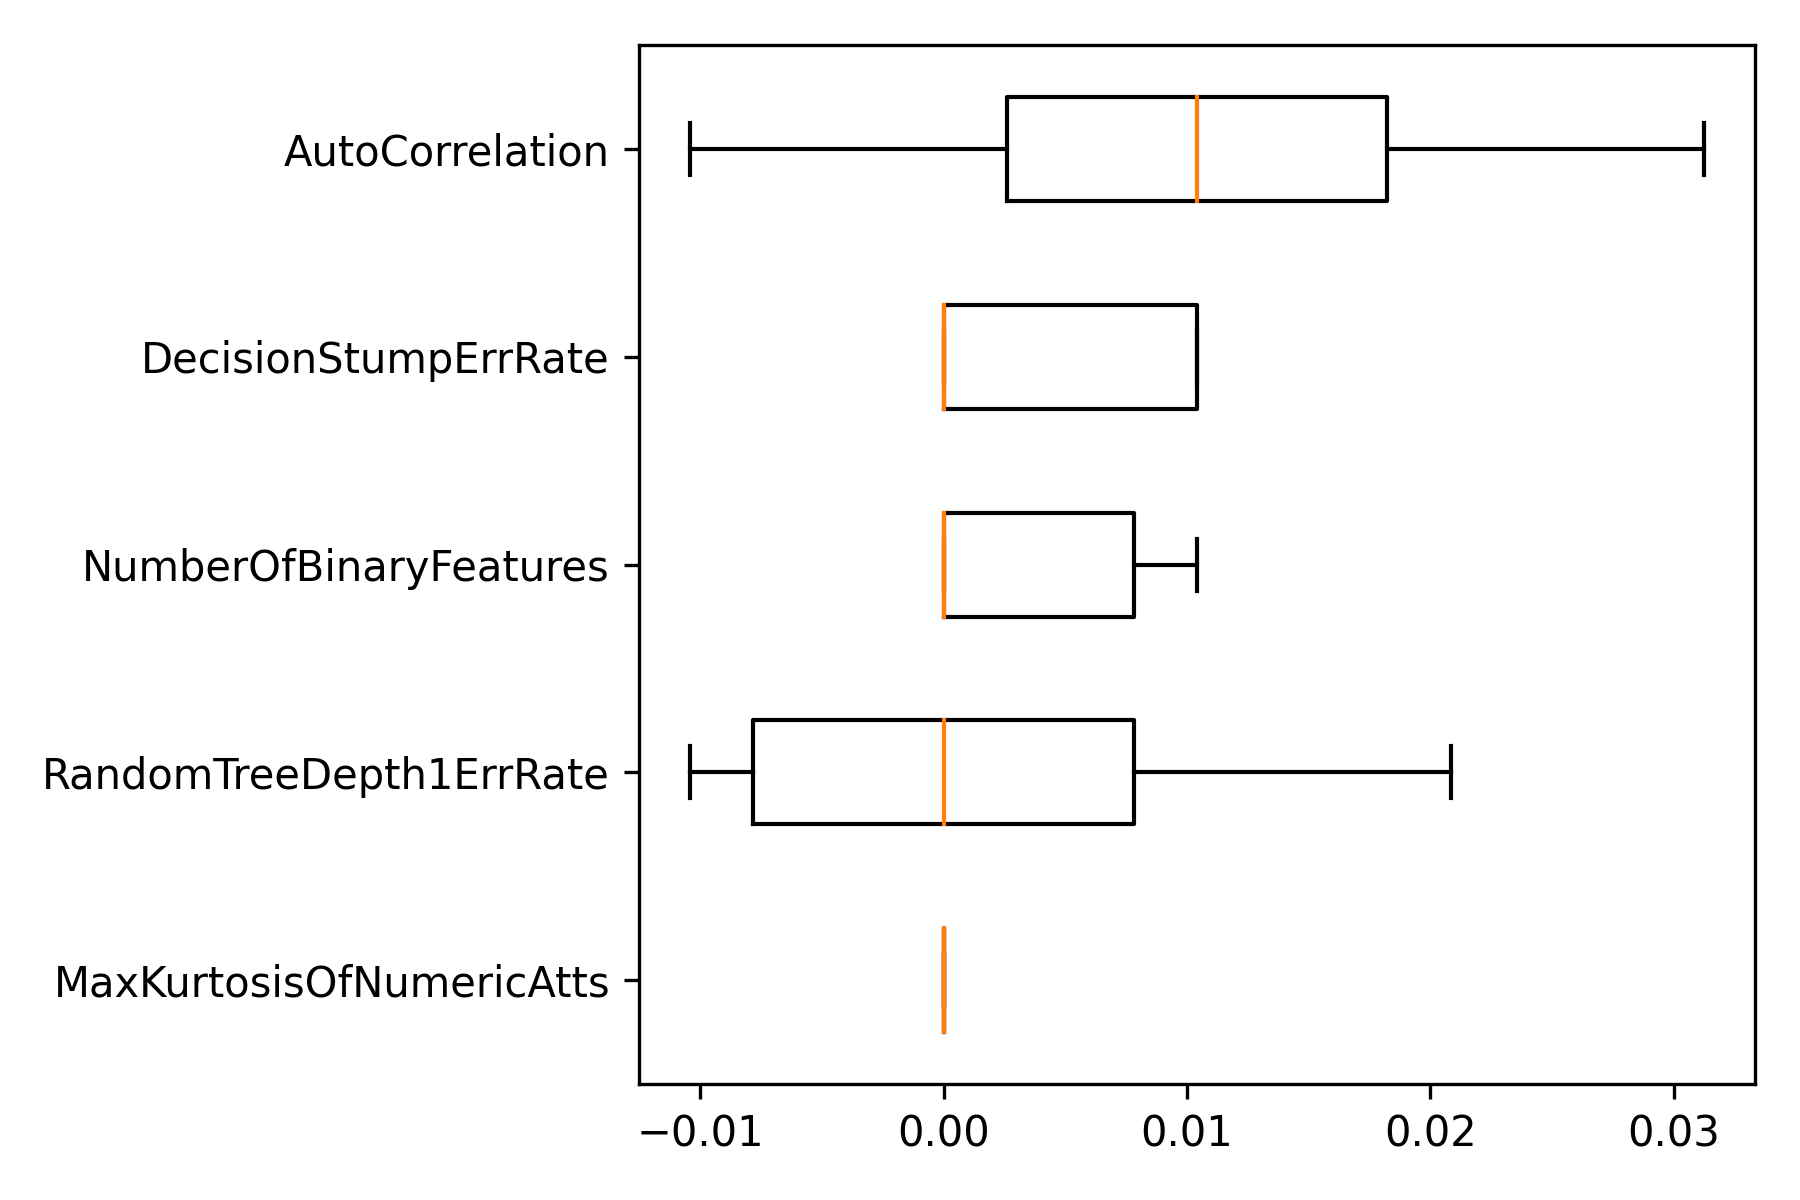 AutoCorrelation
DecisionStumpErrRate
NumberOfBinaryFeatures
RandomTreeDepth1ErrRate
MaxKurtosisOfNumericAtts
−0.01 0.00 0.01 0.02 0.03